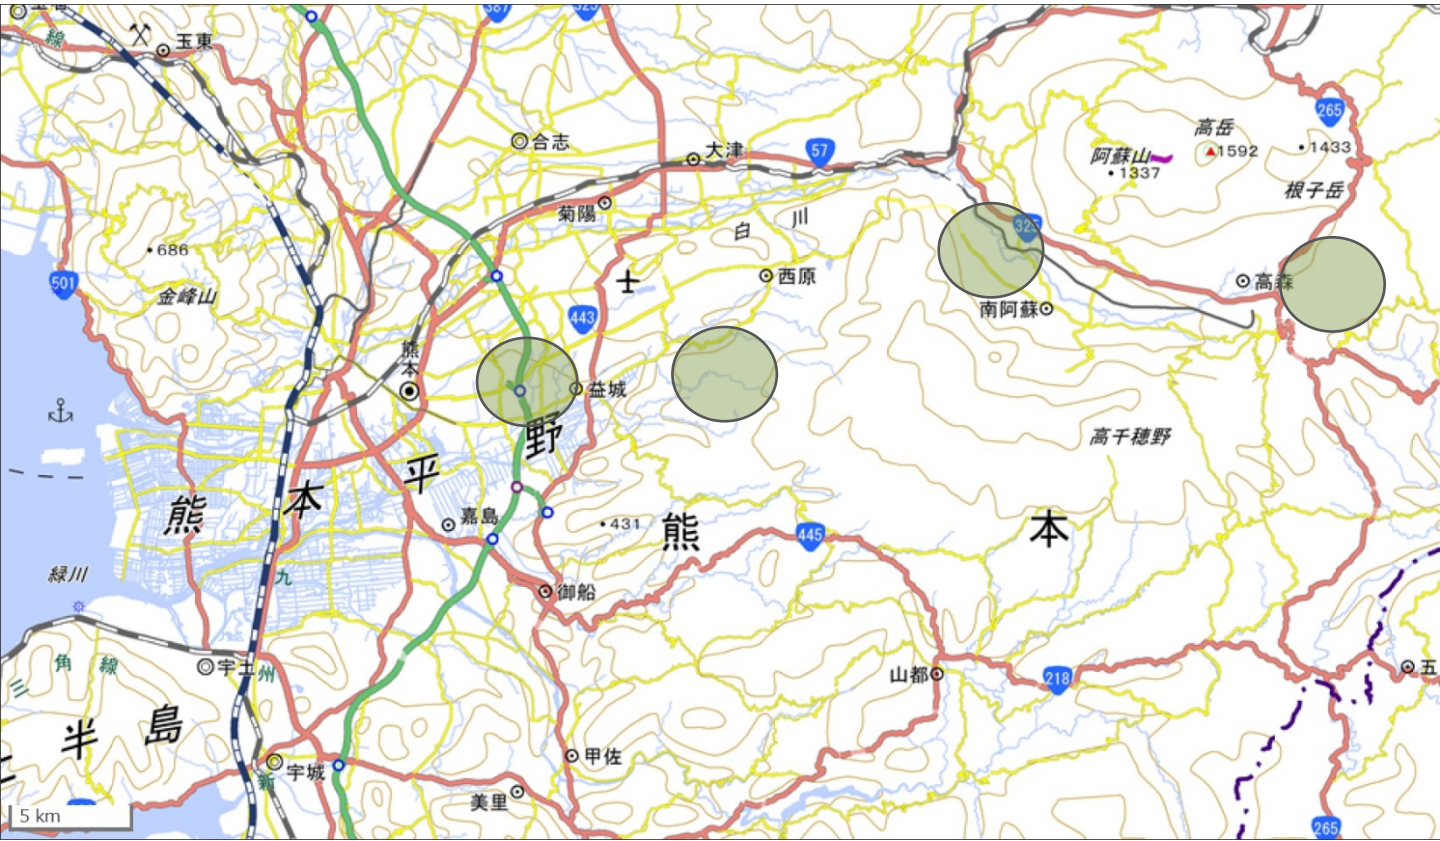 387
325
線
玉東
合志
大津
57
265
高岳
1592
1433
阿蘇山
1337
根子岳
菊陽
白川
325
686
501
金峰山
443
西原
高森
南阿蘇
熊本
益城
高千穂野
熊本平野
嘉島
431
熊
445
本
緑川
九
御船
三角線
宇土
州
山都
218
五
半島
新
宇城
甲佐
美里
5 km
265